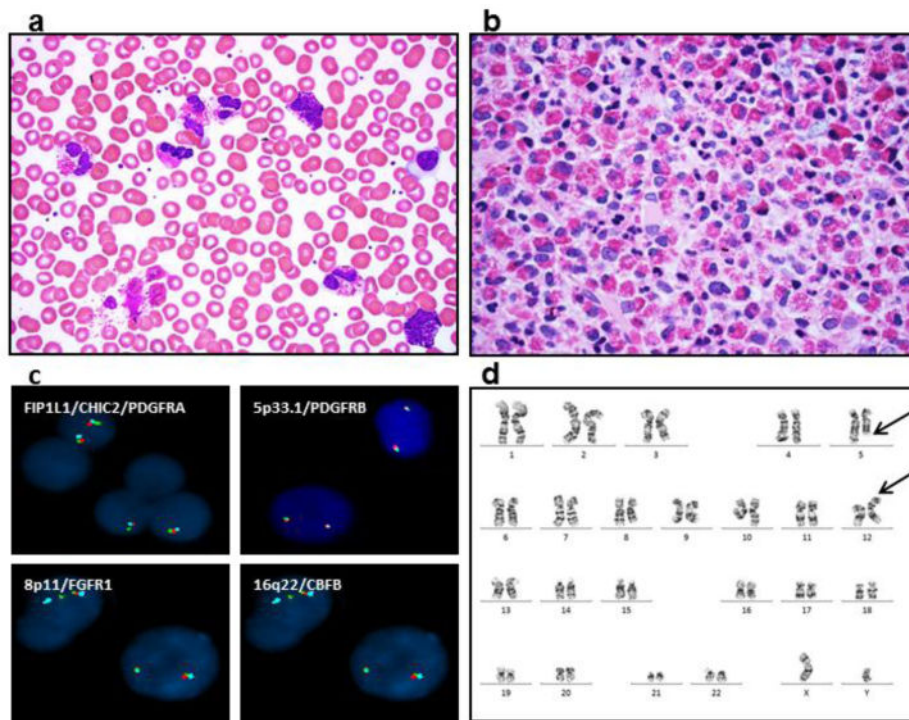 a
b
c
FIP1L1/CHIC2/PDGFRA
5p33.1/PDGFRB
8p11/FGFR1
16q22/CBFB
d
1 2 3 4 5
6 7 8 9 10 11 12
13 14 15 16 17 18
19 20 21 22 X Y